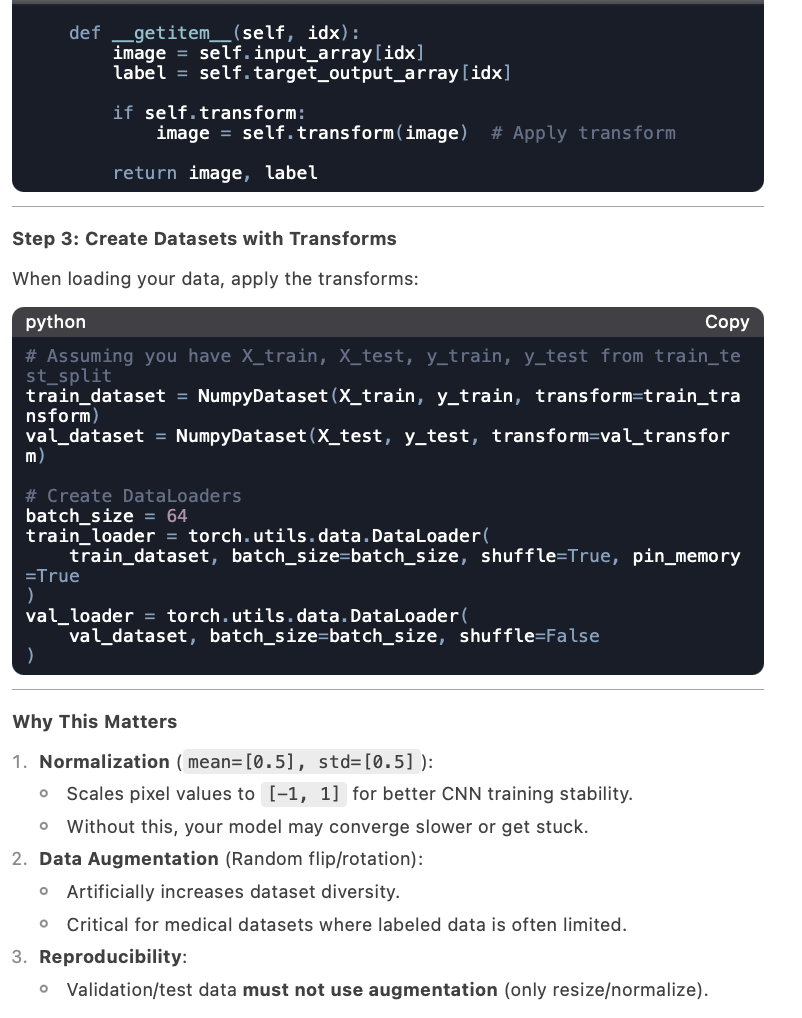 def __getitem__(self, idx):
image = self.input_array[idx]
label = self.target_output_array[idx]
if self.transform:
image = self.transform(image)  # Apply transform
return image, label
Step 3: Create Datasets with Transforms
When loading your data, apply the transforms:
python Copy
# Assuming you have X_train, X_test, y_train, y_test from train_te
st_split
train_dataset = NumpyDataset(X_train, y_train, transform=train_tra
nsform)
val_dataset = NumpyDataset(X_test, y_test, transform=val_transfor
m)
# Create DataLoaders
batch_size = 64
train_loader = torch.utils.data.DataLoader(
train_dataset, batch_size=batch_size, shuffle=True, pin_memory
=True
)
val_loader = torch.utils.data.DataLoader(
val_dataset, batch_size=batch_size, shuffle=False
)
Why This Matters
1. Normalization (mean=[0.5], std=[0.5]):
Scales pixel values to [-1, 1] for better CNN training stability.
Without this, your model may converge slower or get stuck.
2. Data Augmentation (Random flip/rotation):
Artificially increases dataset diversity.
Critical for medical datasets where labeled data is often limited.
3. Reproducibility:
Validation/test data must not use augmentation (only resize/normalize).